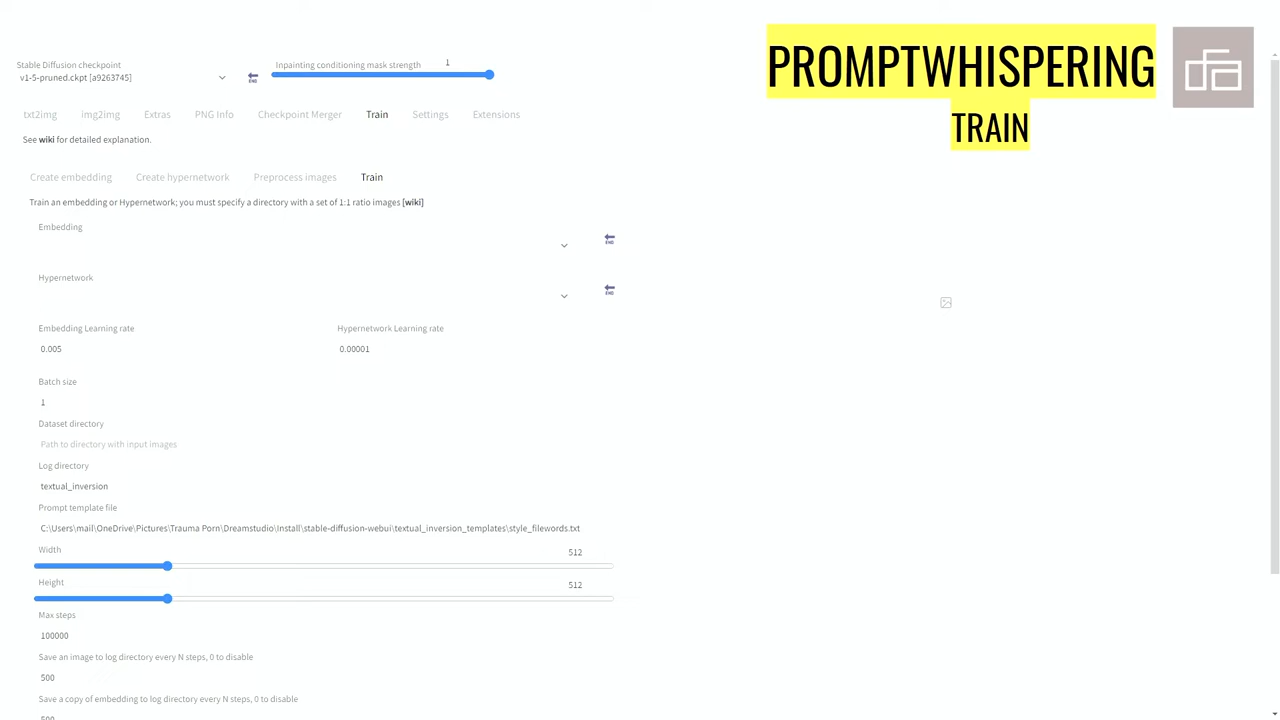 PROMPTWHISPERING
TRAIN
dfa
Stable Diffusion checkpoint
v1-5-pruned.ckpt [a9263745]
END
Inpainting conditioning mask strength
1
txt2img img2img Extras PNG Info Checkpoint Merger Train Settings Extensions
See wiki for detailed explanation.
Create embedding Create hypernetwork Preprocess images Train
Train an embedding or Hypernetwork; you must specify a directory with a set of 1:1 ratio images [wiki]
Embedding
END
Hypernetwork
END
Embedding Learning rate Hypernetwork Learning rate
0.005 0.00001
Batch size
1
Dataset directory
Path to directory with input images
Log directory
textual_inversion
Prompt template file
C:\Users\mail\OneDrive\Pictures\Trauma Porn\Dreamstudio\Install\stable-diffusion-webui\textual_inversion_templates\style_filewords.txt
Width 512
Height 512
Max steps
100000
Save an image to log directory every N steps, 0 to disable
500
Save a copy of embedding to log directory every N steps, 0 to disable
500